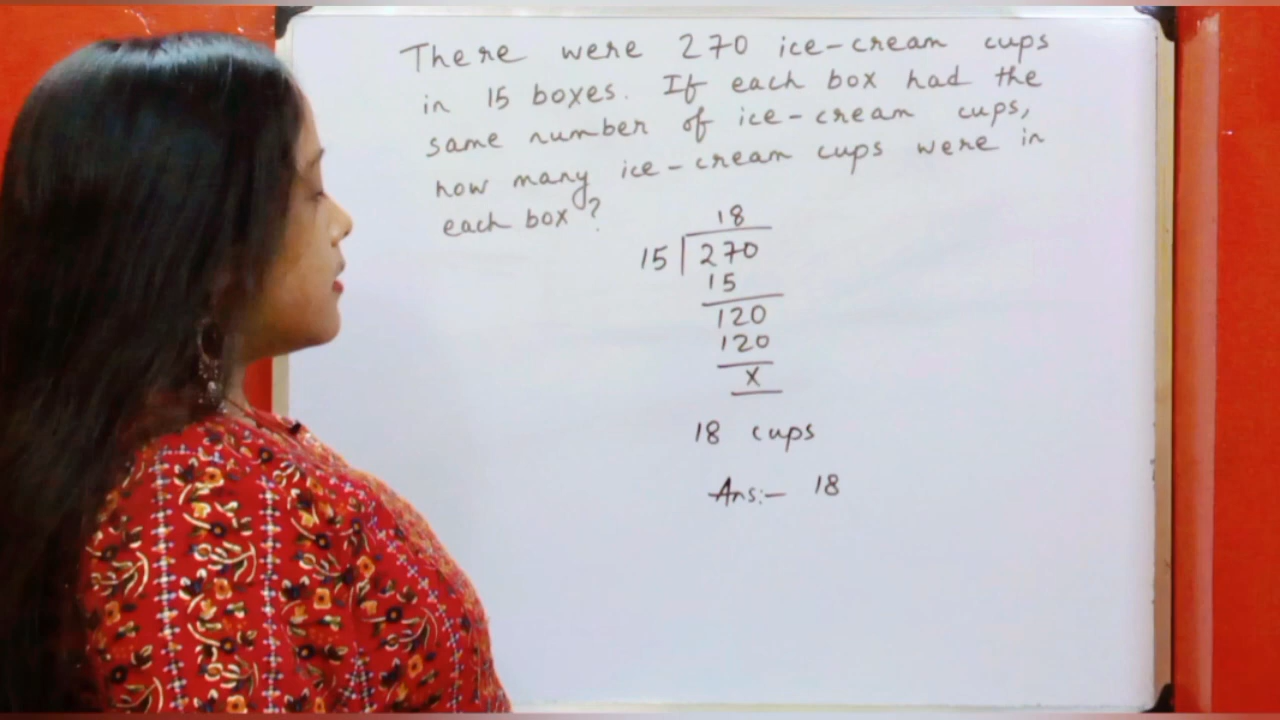 There were 270 ice-cream cups
in 15 boxes. If each box had the
same number of ice-cream cups,
how many ice-cream cups were in
each box?
18
15 270
15
120
120
x
18 cups
Ans:- 18